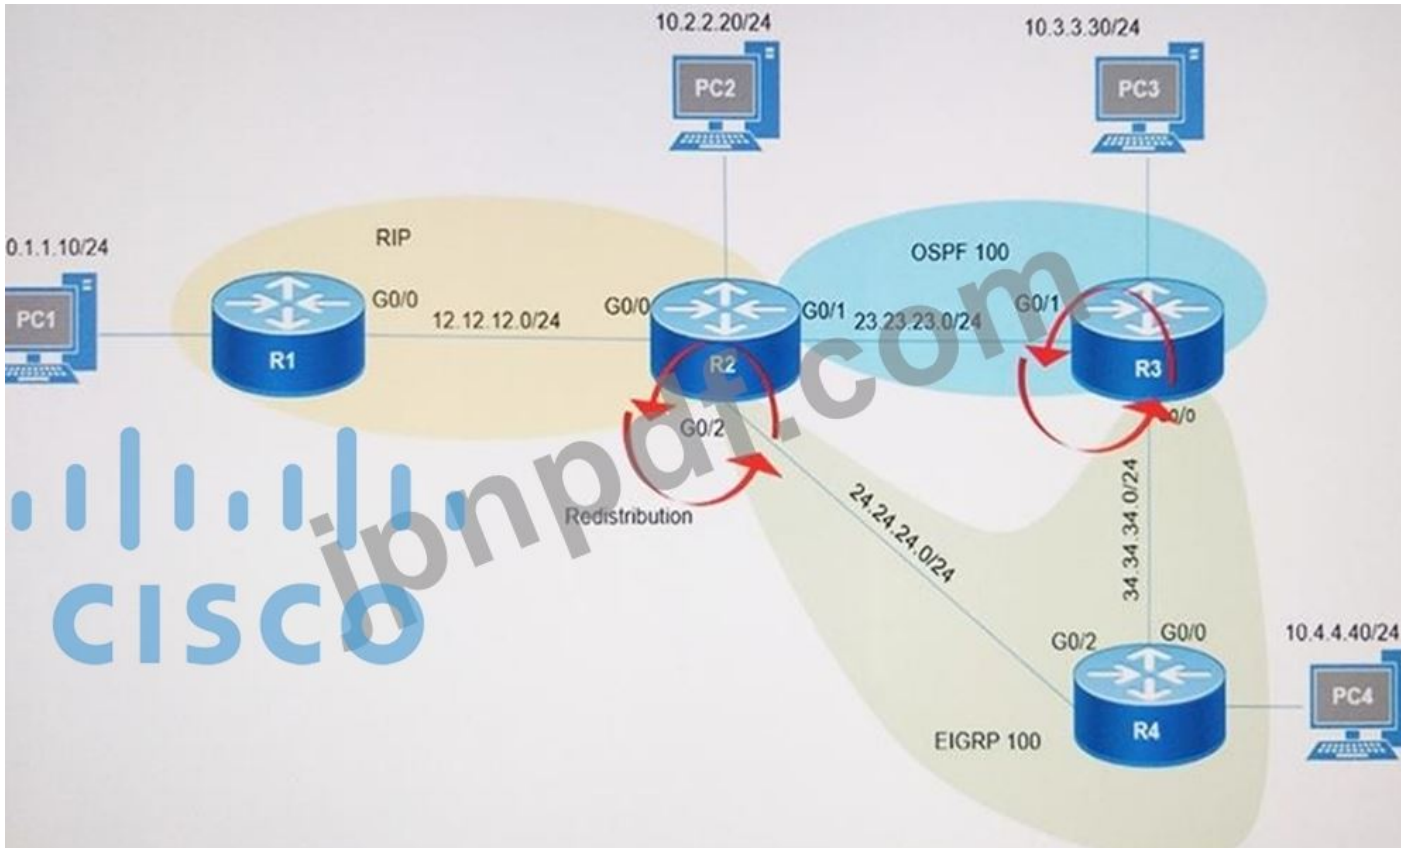 10.2.2.20/24
10.3.3.30/24
PC2
PC3
RIP
OSPF 100
0.1.1.10/24
PC1
G0/0
12.12.12.0/24
G0/0
G0/1
23.23.23.0/24
G0/1
R1
R2
R3
G0/2
G0/0
Redistribution
24.24.24.0/24
34.34.34.0/24
jpnpdf.com
CISCO
G0/2
G0/0
10.4.4.40/24
PC4
R4
EIGRP 100